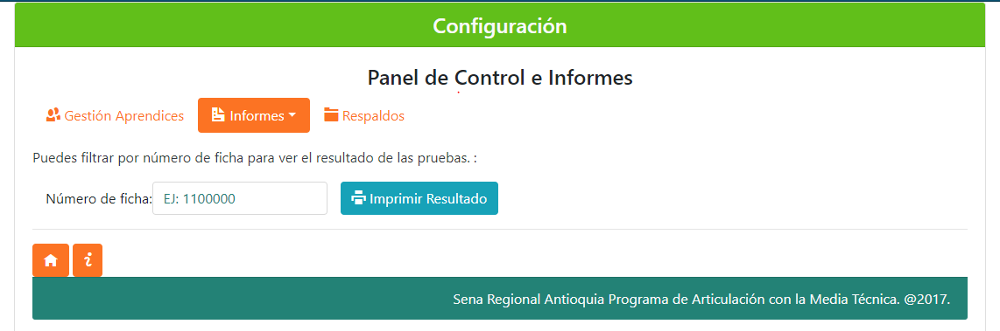 Configuración
Panel de Control e Informes
Gestión Aprendices Informes Respaldos
Puedes filtrar por número de ficha para ver el resultado de las pruebas. :
Número de ficha: EJ: 1100000 Imprimir Resultado
Sena Regional Antioquia Programa de Articulación con la Media Técnica. @2017.